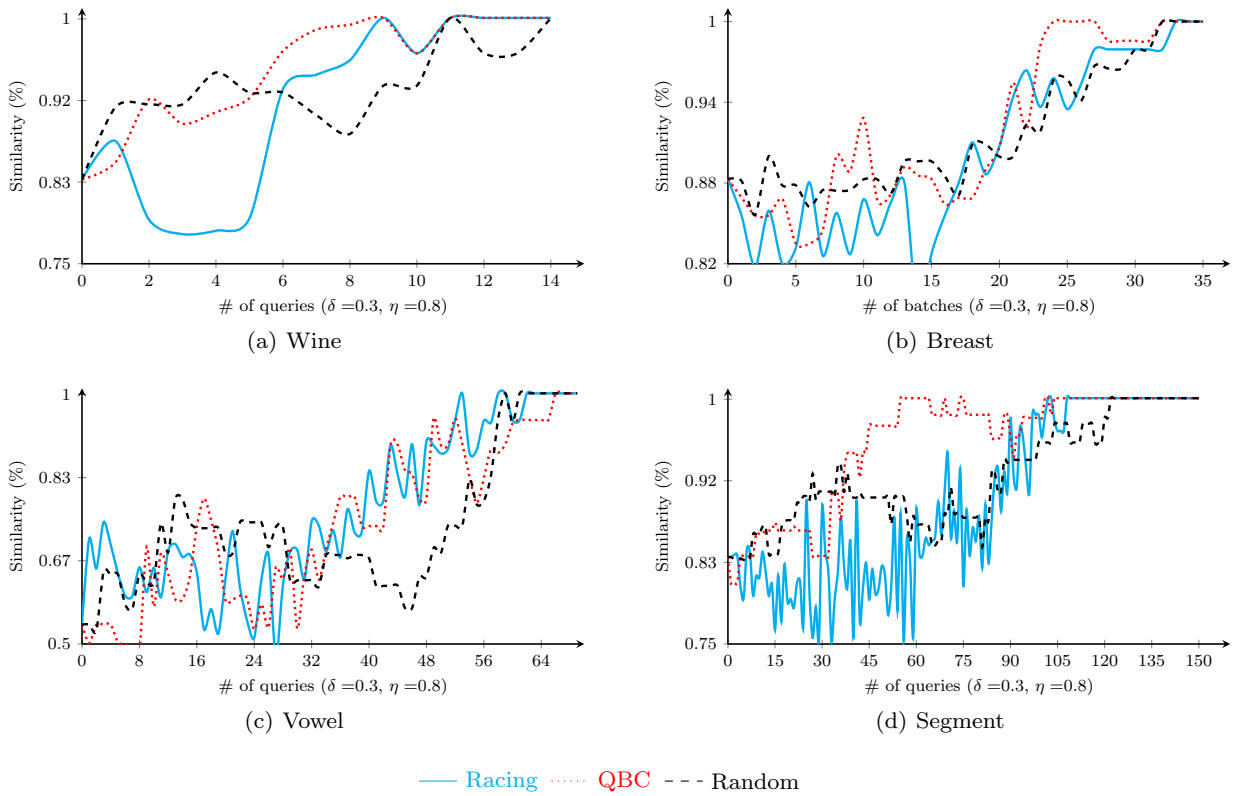 1
0.92
0.83
0.75
Similarity (%)
0 2 4 6 8 10 12 14
# of queries (δ =0.3, η =0.8)
(a) Wine
1
0.94
0.88
0.82
Similarity (%)
0 5 10 15 20 25 30 35
# of batches (δ =0.3, η =0.8)
(b) Breast
1
0.83
0.67
0.5
Similarity (%)
0 8 16 24 32 40 48 56 64
# of queries (δ =0.3, η =0.8)
(c) Vowel
1
0.92
0.83
0.75
Similarity (%)
0 15 30 45 60 75 90 105 120 135 150
# of queries (δ =0.3, η =0.8)
(d) Segment
Racing QBC Random